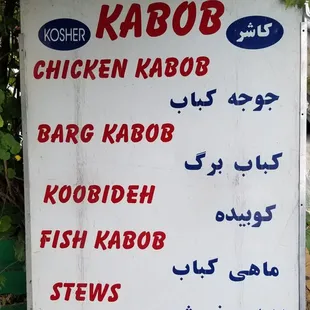 KOSHER KABOB کاشر
CHICKEN KABOB
جوجه کباب
BARG KABOB
کباب برگ
KOOBIDEH
کوبیده
FISH KABOB
ماهی کباب
STEWS